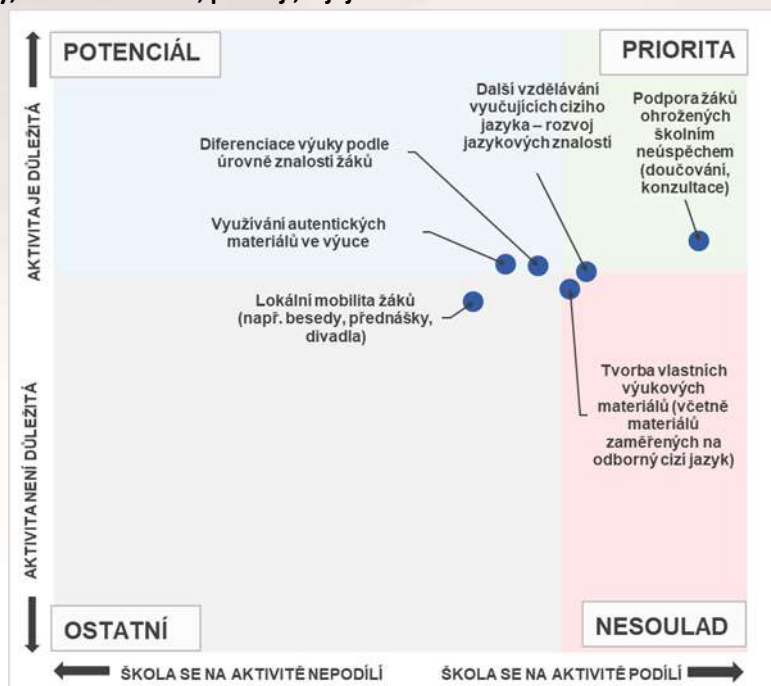 POTENCIÁL
PRIORITA
Další vzdělávání
vyučujících cizího
jazyka – rozvoj
jazykových znalostí
Podpora žáků
ohrožených
školním
neúspěchem
(doučování,
konzultace)
Diferenciace výuky podle
úrovně znalostí žáků
Využívání autentických
materiálů ve výuce
Lokální mobilita žáků
(např. besedy, přednášky,
divadla)
Tvorba vlastních
výukových
materiálů (včetně
materiálů
zaměřených na
odborný cizí jazyk)
AKTIVITA JE DŮLEŽITÁ
AKTIVITA NENÍ DŮLEŽITÁ
OSTATNÍ
NESOULAD
ŠKOLA SE NA AKTIVITĚ NEPODÍLÍ
ŠKOLA SE NA AKTIVITĚ PODÍLÍ